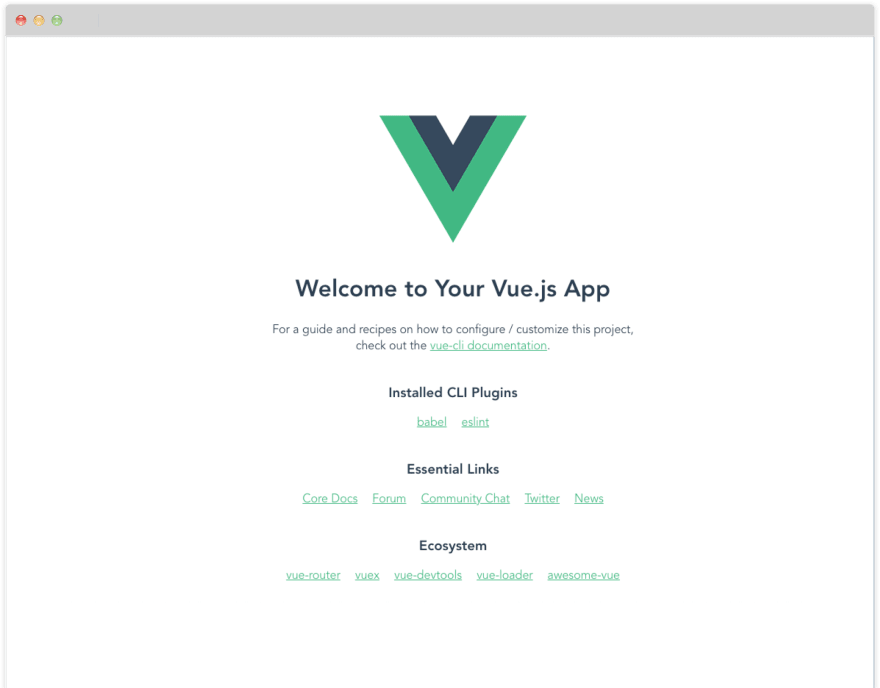 Welcome to Your Vue.js App
For a guide and recipes on how to configure / customize this project,
check out the vue-cli documentation.
Installed CLI Plugins
babel eslint
Essential Links
Core Docs Forum Community Chat Twitter News
Ecosystem
vue-router vuex vue-devtools vue-loader awesome-vue